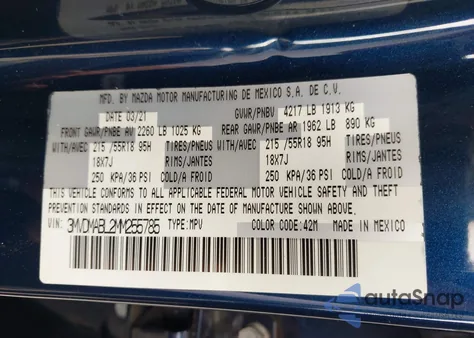 MFD. BY MAZDA MOTOR MANUFACTURING DE MEXICO S.A. DE C.V.
DATE 03/21 GVWR/PNBV 4217 LB 1913 KG
FRONT GAWR/PNBE AV 2260 LB 1025 KG REAR GAWR/PNBE AR 1962 LB 890 KG
WITH/AVEC 215/55R18 95H TIRES/PNEUS WITH/AVEC 215/55R18 95H TIRES/PNEUS
18X7J RIMS/JANTES 18X7J RIMS/JANTES
250 KPA/36 PSI COLD/A FROID 250 KPA/36 PSI COLD/A FROID
THIS VEHICLE CONFORMS TO ALL APPLICABLE FEDERAL MOTOR VEHICLE SAFETY AND THEFT
PREVENTION STANDARDS IN EFFECT ON THE DATE OF MANUFACTURE SHOWN ABOVE.
VIN: 3MVDMABL2MM255785 TYPE:MPV COLOR CODE:42M MADE IN MEXICO
autoSnap